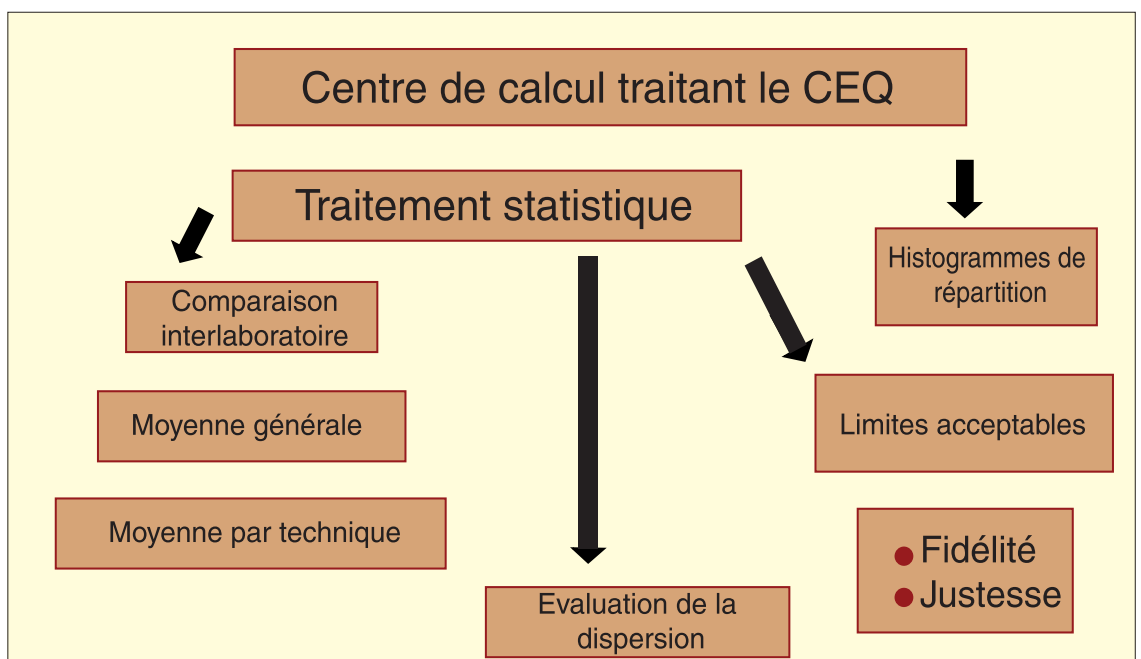 Centre de calcul traitant le CEQ
Traitement statistique
Histogrammes de
répartition
Comparaison
interlaboratoire
Moyenne générale
Limites acceptables
Moyenne par technique
Fidélité
Justesse
Evaluation de la
dispersion